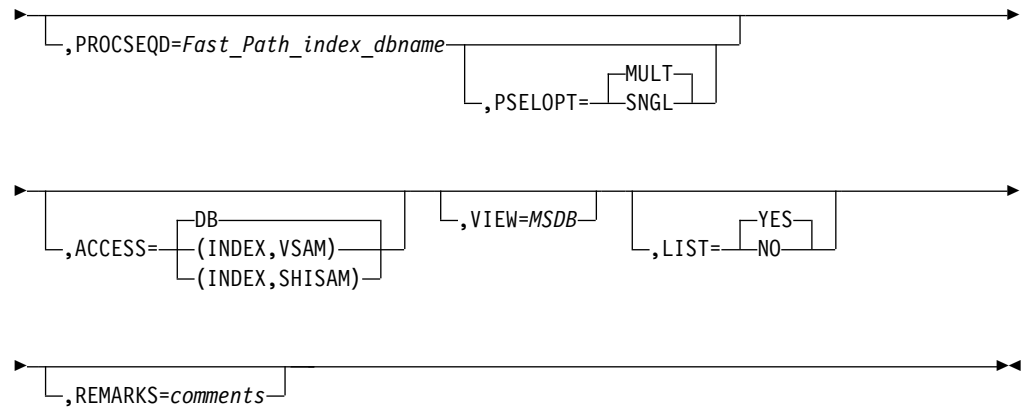 ,PROCSEQD=Fast_Path_index_dbname
,PSELOPT=
MULT
SNGL
,ACCESS=
DB
(INDEX,VSAM)
(INDEX,SHISAM)
,VIEW=MSDB
,LIST=
YES
NO
,REMARKS=comments